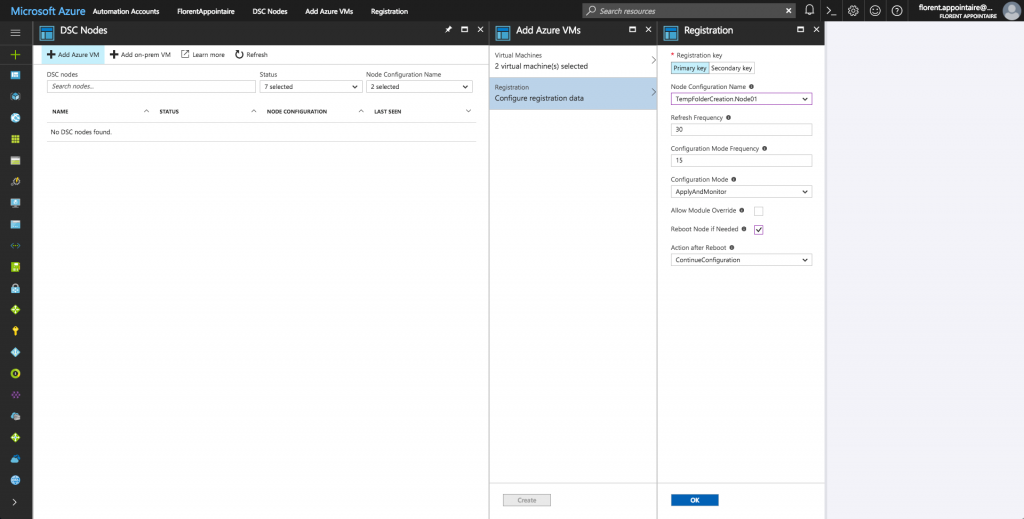 Microsoft Azure Automation Accounts FlorentAppointaire DSC Nodes Add Azure VMs Registration
Search resources
florent.appointaire@...
FLORENT APPOINTAIRE
DSC Nodes
Add Azure VM
Add on-prem VM
Learn more
Refresh
DSC nodes
Search nodes...
Status
7 selected
Node Configuration Name
2 selected
NAME STATUS NODE CONFIGURATION LAST SEEN
No DSC nodes found.
Add Azure VMs
Virtual Machines
2 virtual machine(s) selected
Registration
Configure registration data
Create
Registration
* Registration key
Primary key Secondary key
Node Configuration Name
TempFolderCreation.Node01
Refresh Frequency
30
Configuration Mode Frequency
15
Configuration Mode
ApplyAndMonitor
Allow Module Override
Reboot Node if Needed
Action after Reboot
ContinueConfiguration
OK